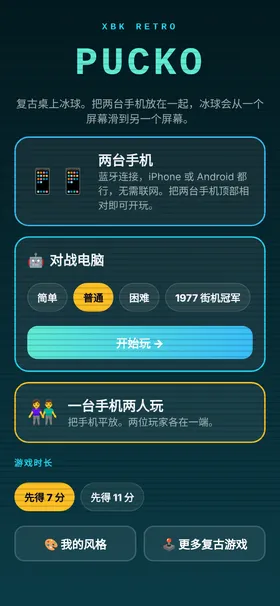 XBK RETRO
PUCKO
复古桌上冰球。把两台手机放在一起，冰球会从一个
屏幕滑到另一个屏幕。
两台手机
蓝牙连接，iPhone 或 Android 都
行，无需联网。把两台手机顶部相
对即可开玩。
对战电脑
简单
普通
困难
1977 街机冠军
开始玩 →
一台手机两人玩
把手机平放。两位玩家各在一端。
游戏时长
先得 7 分
先得 11 分
我的风格
更多复古游戏